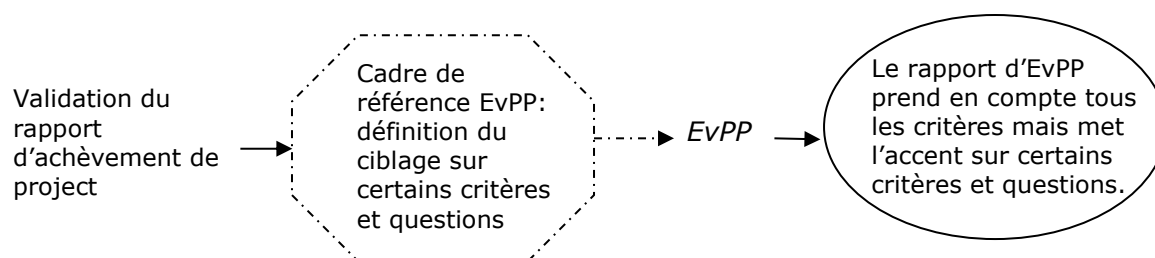 Validation du
rapport
d’achèvement de
project
Cadre de
référence EvPP:
définition du
ciblage sur
certains critères
et questions
EvPP
Le rapport d’EvPP
prend en compte tous
les critères mais met
l’accent sur certains
critères et questions.